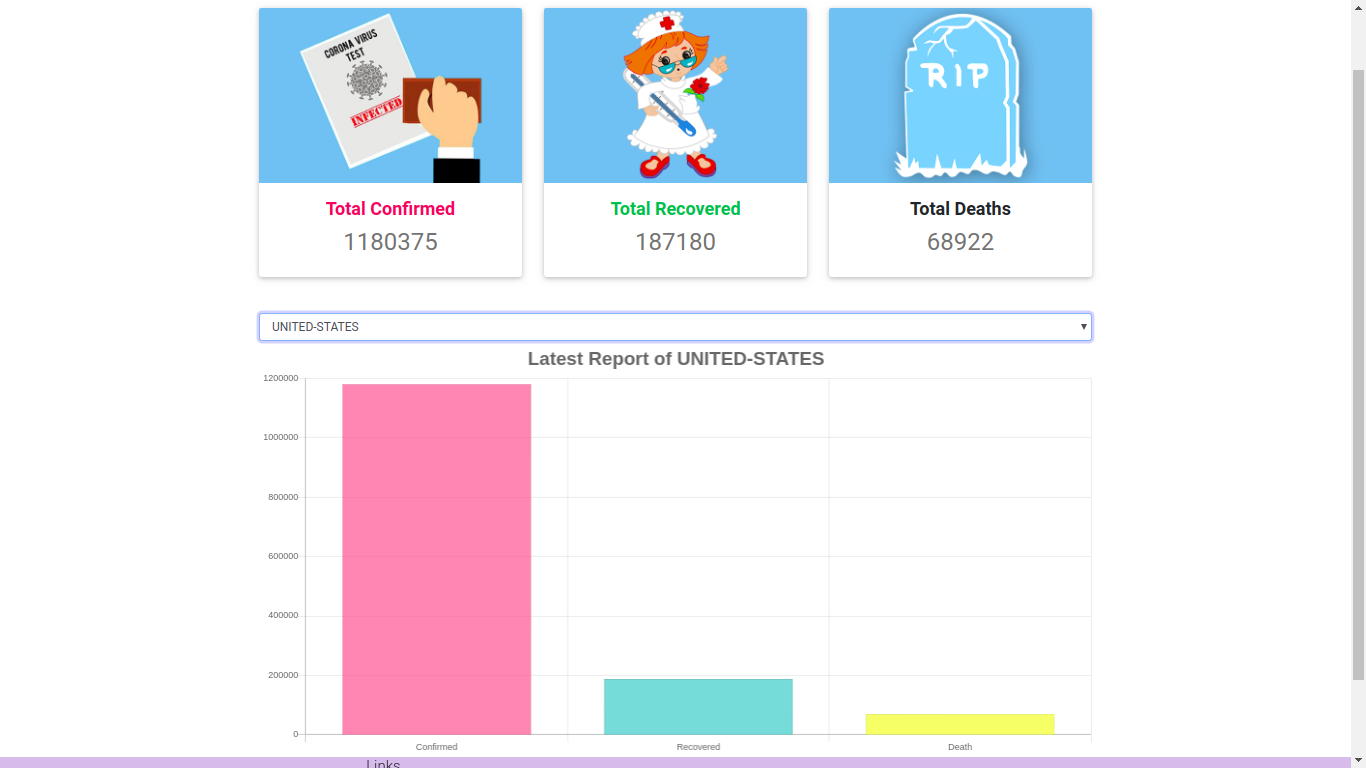 CORONA VIRUS
TEST
INFECTED
RIP
Total Confirmed
1180375
Total Recovered
187180
Total Deaths
68922
UNITED-STATES
Latest Report of UNITED-STATES
1200000
1000000
800000
600000
400000
200000
0
Confirmed
Recovered
Death
Links